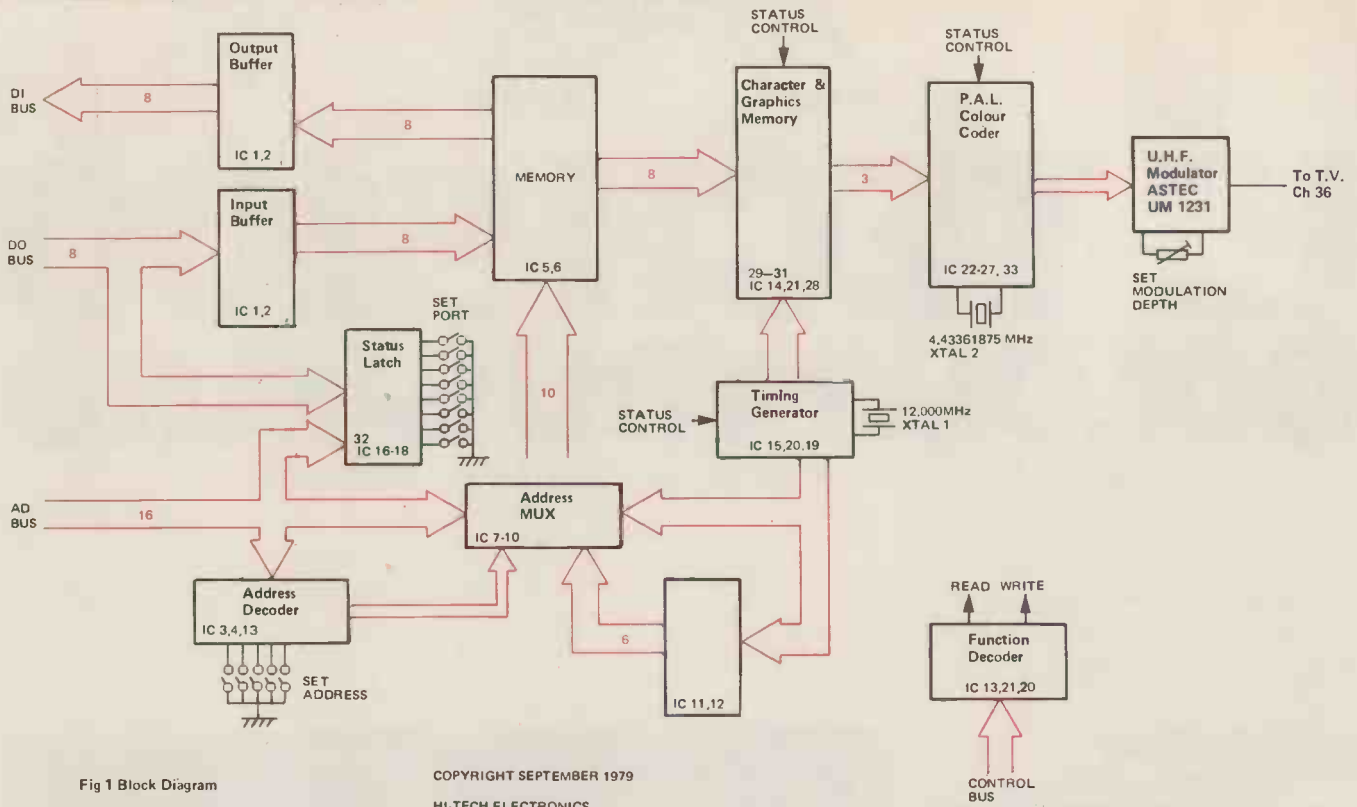 DI
BUS
8
Output
Buffer
IC 1,2
8
MEMORY
IC 5,6
DO
BUS
8
Input
Buffer
IC 1,2
8
8
STATUS
CONTROL
Character &
Graphics
Memory
29—31
IC 14,21,28
3
STATUS
CONTROL
P.A.L.
Colour
Coder
IC 22-27, 33
4.43361875 MHz
XTAL 2
U.H.F.
Modulator
ASTEC
UM 1231
To T.V.
Ch 36
SET
MODULATION
DEPTH
Status
Latch
32
IC 16-18
SET
PORT
10
STATUS
CONTROL
Timing
Generator
IC 15,20,19
12,000MHz
XTAL 1
AD
BUS
16
Address
MUX
IC 7-10
Address
Decoder
IC 3,4,13
SET
ADDRESS
6
IC 11,12
READ WRITE
Function
Decoder
IC 13,21,20
CONTROL
BUS
Fig 1 Block Diagram
COPYRIGHT SEPTEMBER 1979
HI-TECH ELECTRONICS